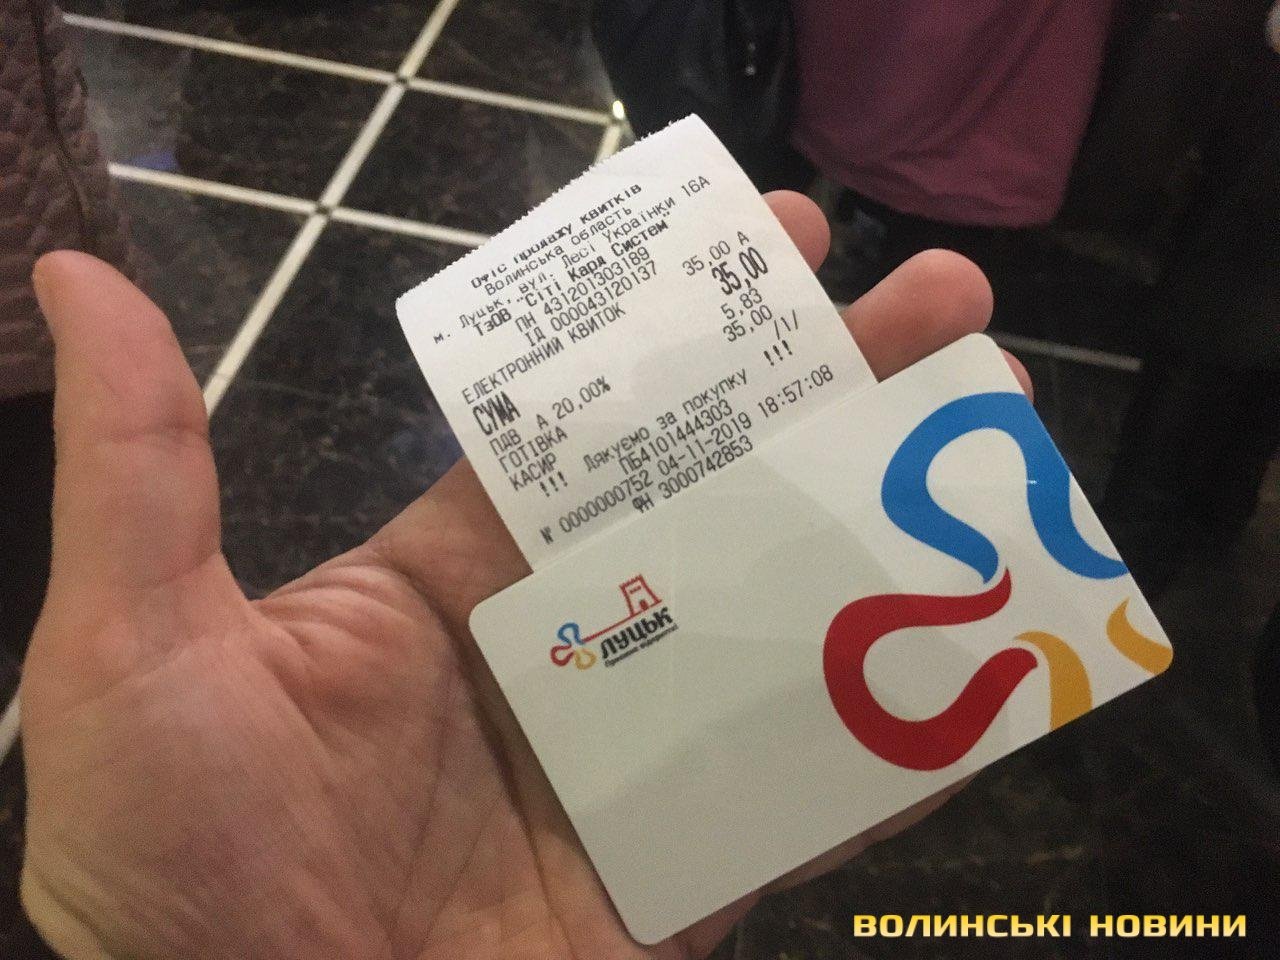 Офіс продажу квитків
Волинська область
м. Луцьк, вул. Лесі Українки 16А
ТзОВ "Сіті Кард Систем"
ПН 431201303189
ІД 000043120137
ЕЛЕКТРОННИЙ КВИТОК 35,00 А
СУМА 35,00
ПДВ А 20,00% 5,83
ГОТІВКА 35,00
КАСИР /1/
!!! Дякуємо за покупку !!!
ПБ4101444303
№ 0000000752 04-11-2019 18:57:08
ФН 3000742853
ЛУЦЬК
ВОЛИНСЬКІ НОВИНИ